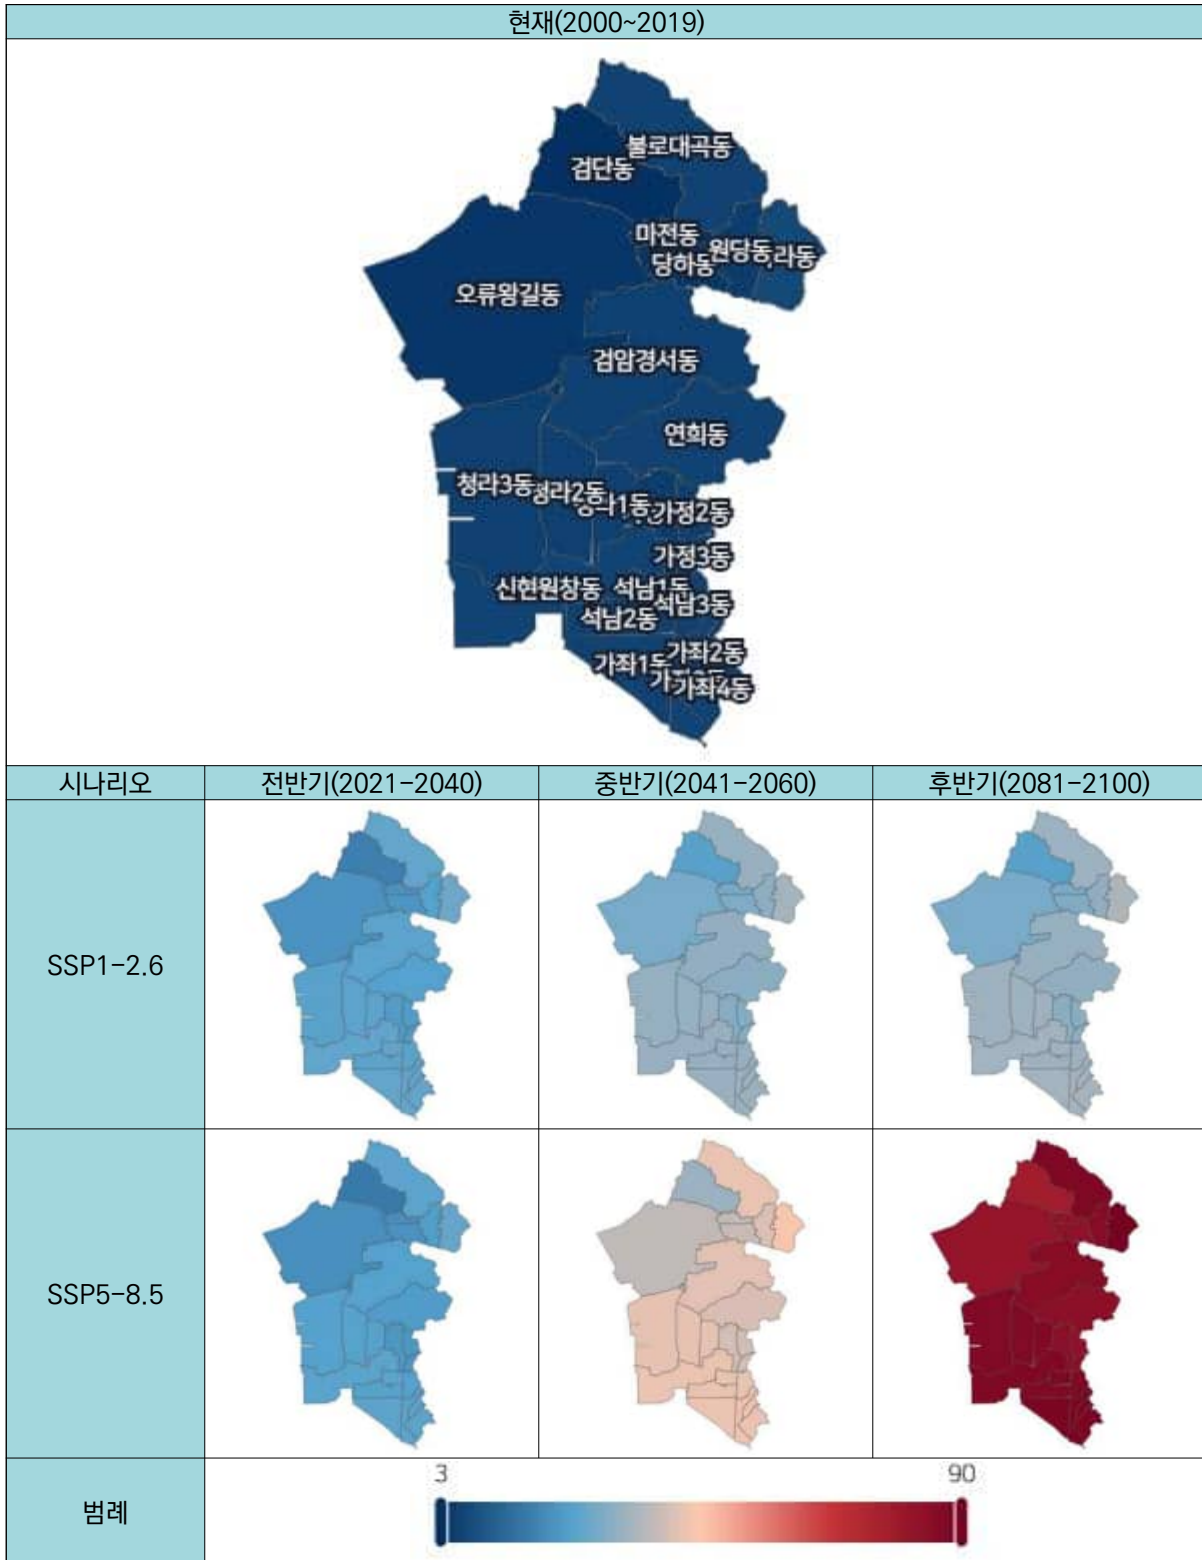 현재(2000~2019)
불로대곡동
검단동
마전동
원당동
라동
당하동
오류왕길동
검암경서동
연희동
청라3동
청라2동
1동
가정2동
가정3동
신현원창동
석남1동
석남3동
석남2동
가좌2동
가좌1동
가좌4동
시나리오 전반기(2021-2040) 중반기(2041-2060) 후반기(2081-2100)
SSP1-2.6
SSP5-8.5
3 90
범례